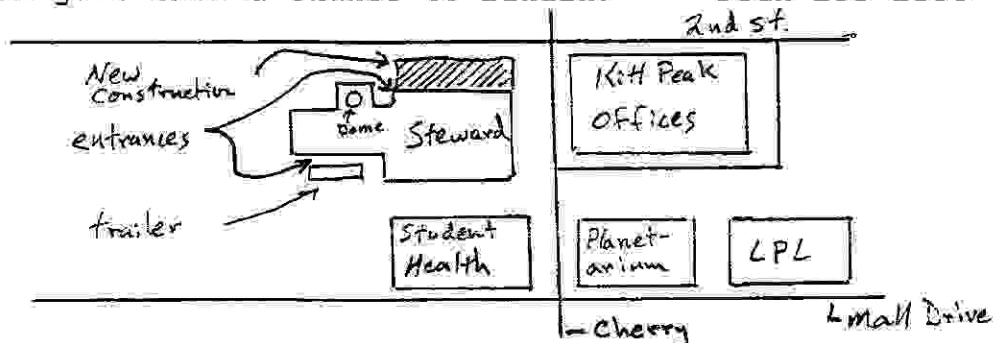 2nd st.
New
Construction
entrances
Dome
Steward
Kitt Peak
Offices
trailer
Student
Health
Planet-
arium
LPL
Cherry
Mall Drive